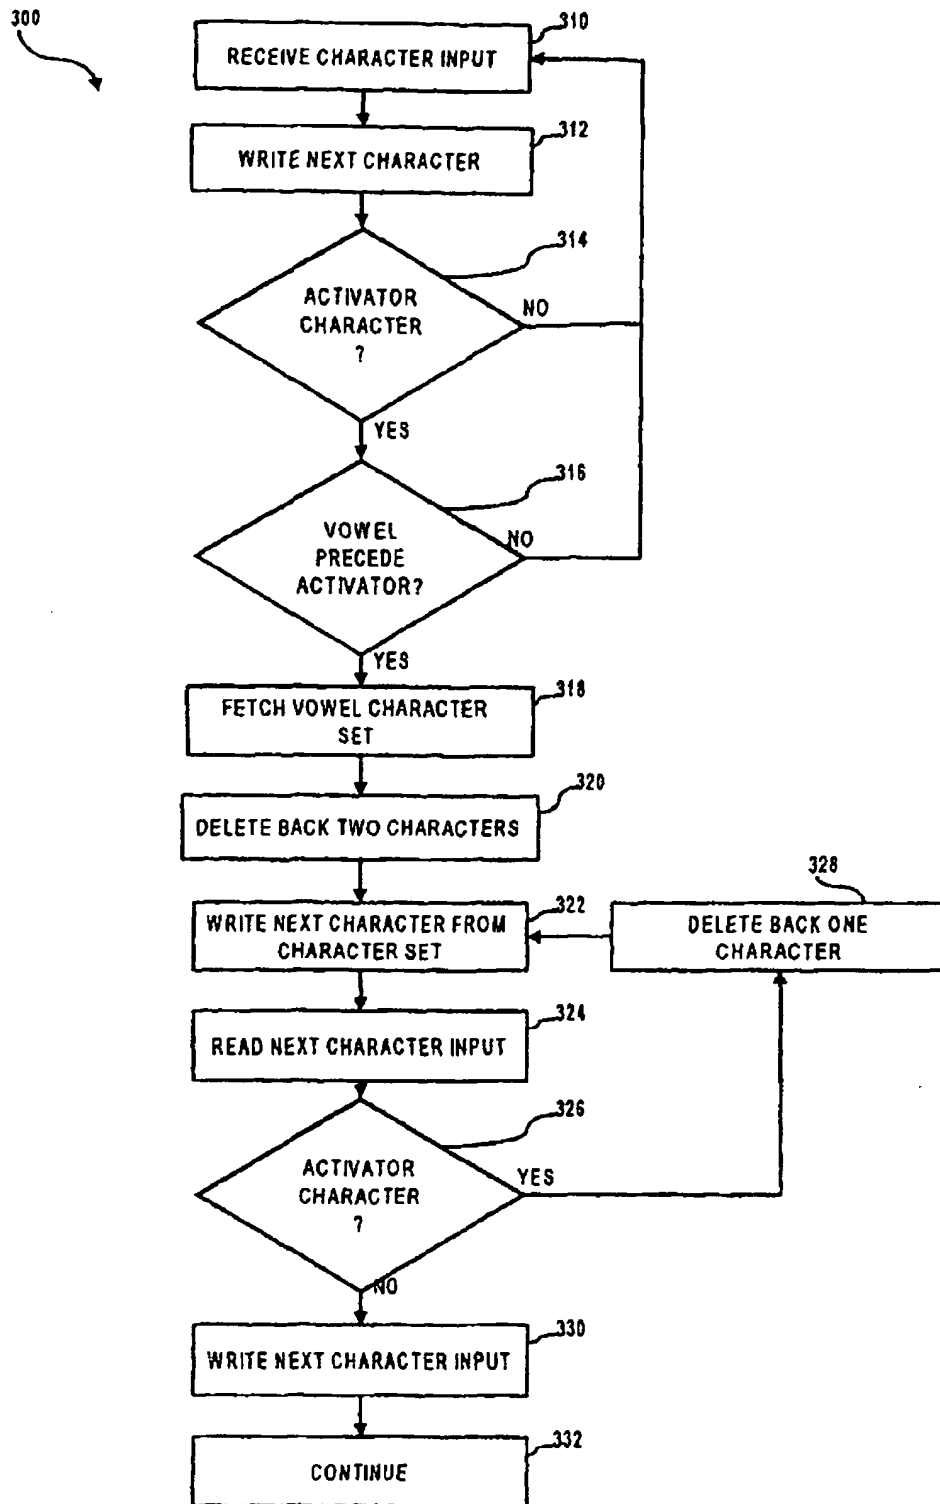 300
310
RECEIVE CHARACTER INPUT
312
WRITE NEXT CHARACTER
314
ACTIVATOR
CHARACTER
?
NO
YES
316
VOWEL
PRECEDE
ACTIVATOR?
NO
YES
318
FETCH VOWEL CHARACTER
SET
320
DELETE BACK TWO CHARACTERS
328
322
WRITE NEXT CHARACTER FROM
CHARACTER SET
DELETE BACK ONE
CHARACTER
324
READ NEXT CHARACTER INPUT
326
ACTIVATOR
CHARACTER
?
YES
NO
330
WRITE NEXT CHARACTER INPUT
332
CONTINUE